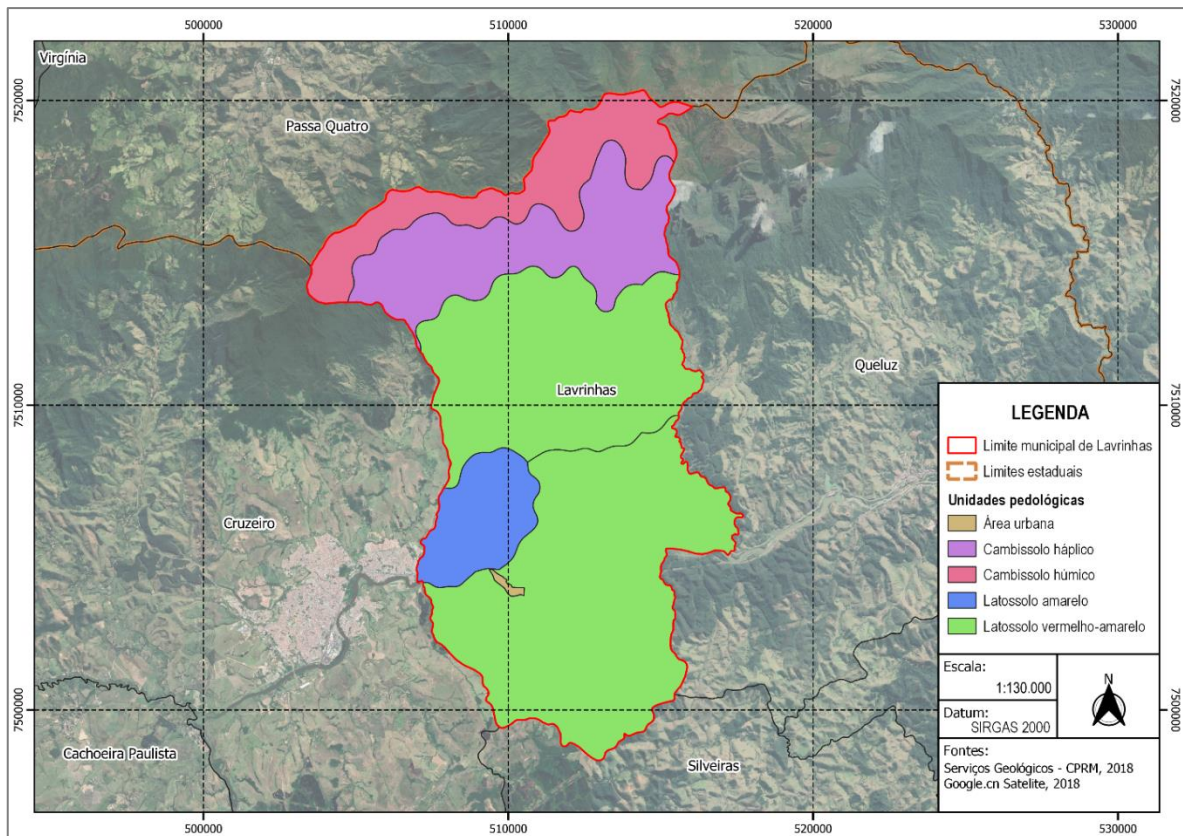 500000
510000
520000
530000
Virgínia
7520000
7520000
Passa Quatro
Queluz
Lavrinhas
7510000
7510000
Cruzeiro
7500000
7500000
Cachoeira Paulista
Silveiras
LEGENDA
Limite municipal de Lavrinhas
Limites estaduais
Unidades pedológicas
Área urbana
Cambissolo háplico
Cambissolo húmico
Latossolo amarelo
Latossolo vermelho-amarelo
Escala:
1:130.000
Datum:
SIRGAS 2000
N
Fontes:
Serviços Geológicos - CPRM, 2018
Google.cn Satelite, 2018
500000
510000
520000
530000